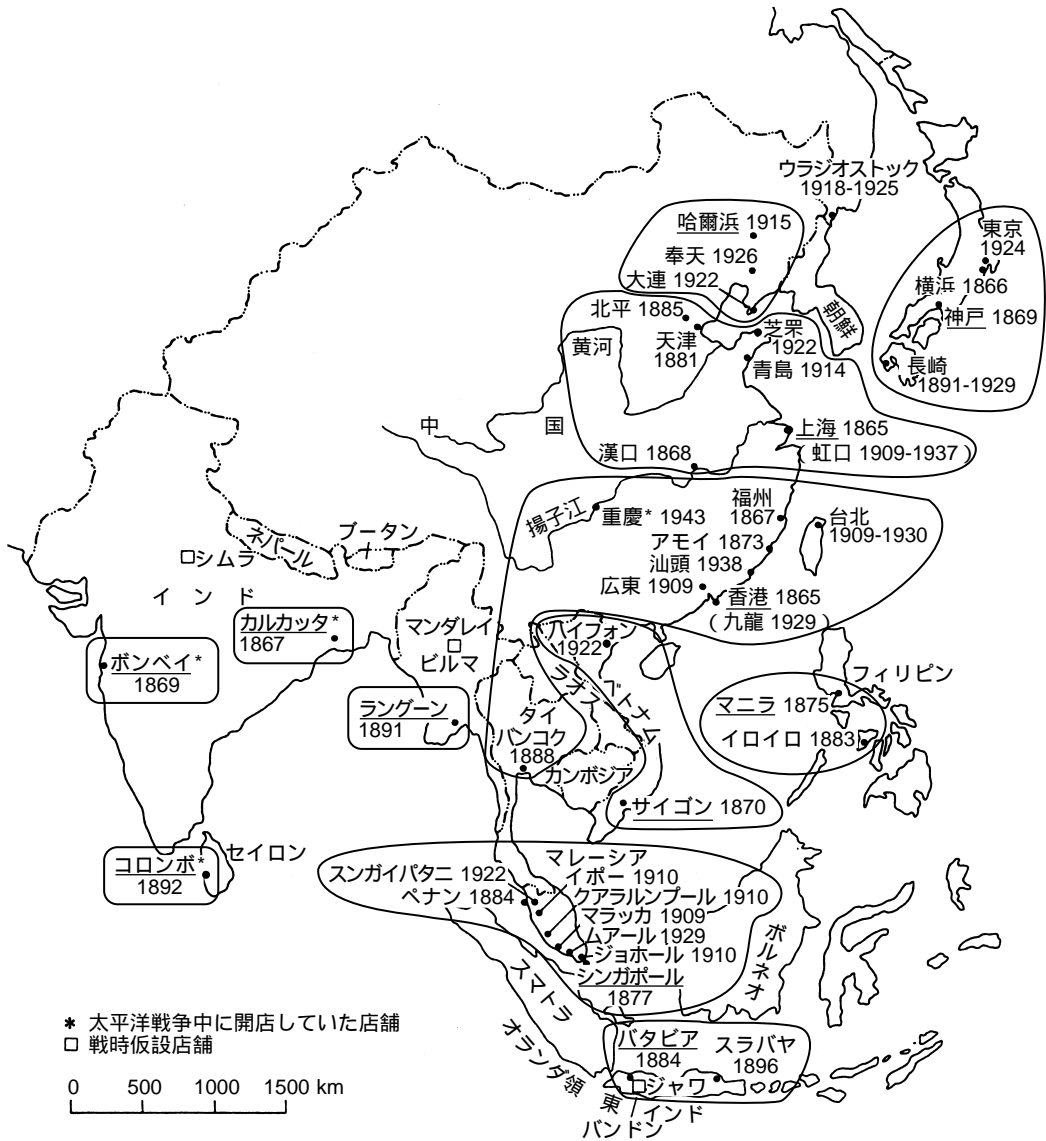 ウラジオストック
1918-1925
哈爾浜 1915
奉天 1926
大連 1922
東京
1924
横浜 1866
神戸 1869
長崎
1891-1929
朝鮮
北平 1885
天津
1881
芝罘
1922
青島 1914
黄河
中国
上海 1865
(虹口 1909-1937)
漢口 1868
揚子江
重慶* 1943
福州
1867
アモイ 1873
汕頭 1938
広東 1909
香港 1865
(九龍 1929)
台北
1909-1930
ネパール
ブータン
シムラ
インド
カルカッタ*
1867
ボンベイ*
1869
マンダレイ
ビルマ
ラングーン
1891
ハイフォン
1922
ラオス
ベトナム
タイ
バンコク
1888
カンボジア
サイゴン 1870
フィリピン
マニラ 1875
イロイロ 1883
コロンボ*
1892
セイロン
マレーシア
スンガイパタニ 1922
イポー 1910
ペナン 1884
クアラルンプール 1910
マラッカ 1909
ムアール 1929
ジョホール 1910
シンガポール
1877
ボルネオ
スマトラ
オランダ領東インド
バタビア
1884
スラバヤ
1896
ジャワ
バンドン
* 太平洋戦争中に開店していた店舗
□ 戦時仮設店舗
0 500 1000 1500 km